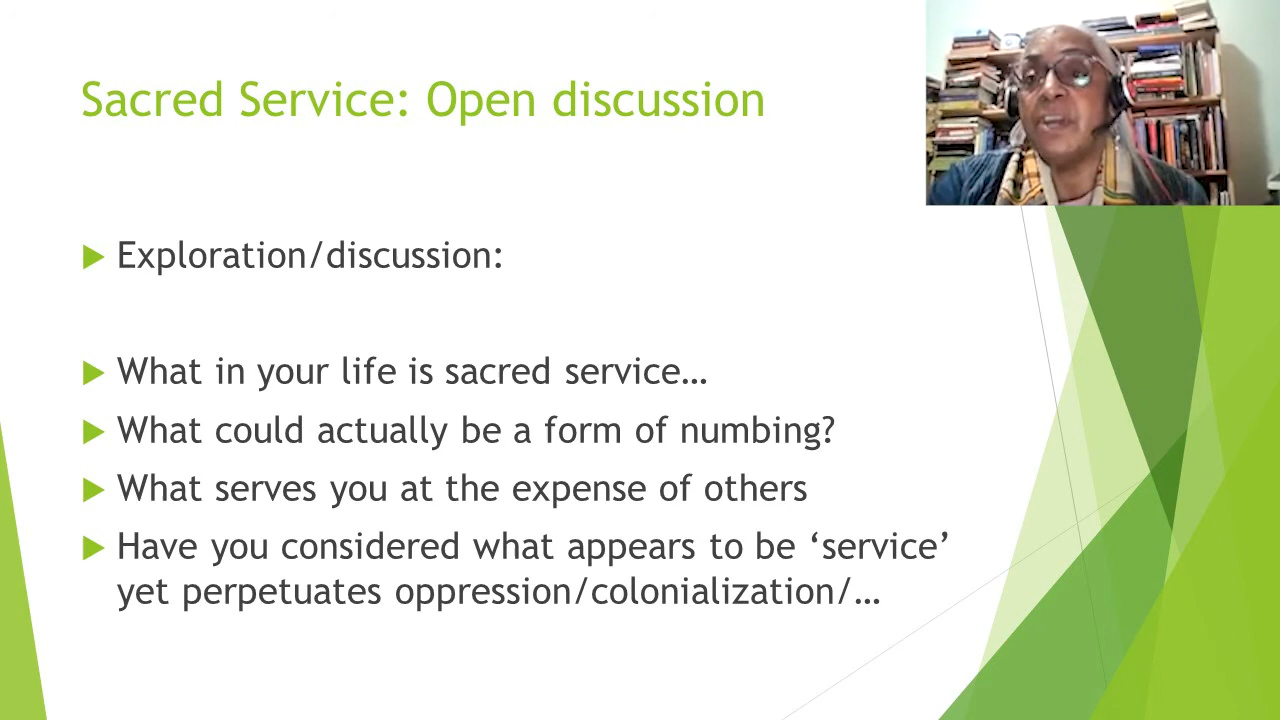 Sacred Service: Open discussion
Exploration/discussion:
What in your life is sacred service…
What could actually be a form of numbing?
What serves you at the expense of others
Have you considered what appears to be ‘service’
yet perpetuates oppression/colonialization/…